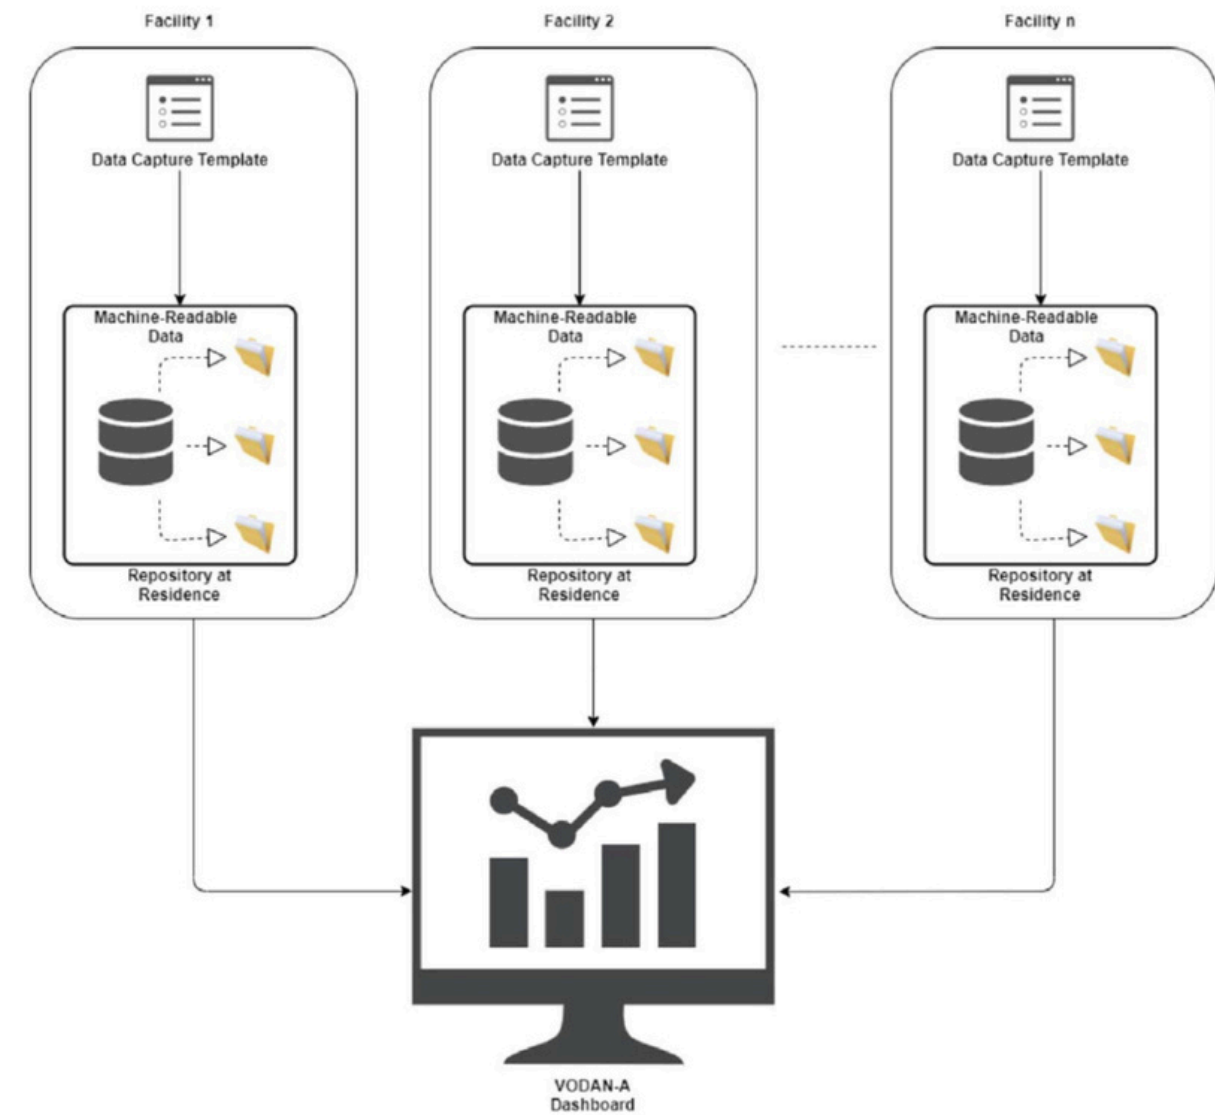 Facility 1
Facility 2
Facility n
Data Capture Template
Data Capture Template
Data Capture Template
Machine-Readable
Data
Machine-Readable
Data
Machine-Readable
Data
Repository at
Residence
Repository at
Residence
Repository at
Residence
VODAN-A
Dashboard